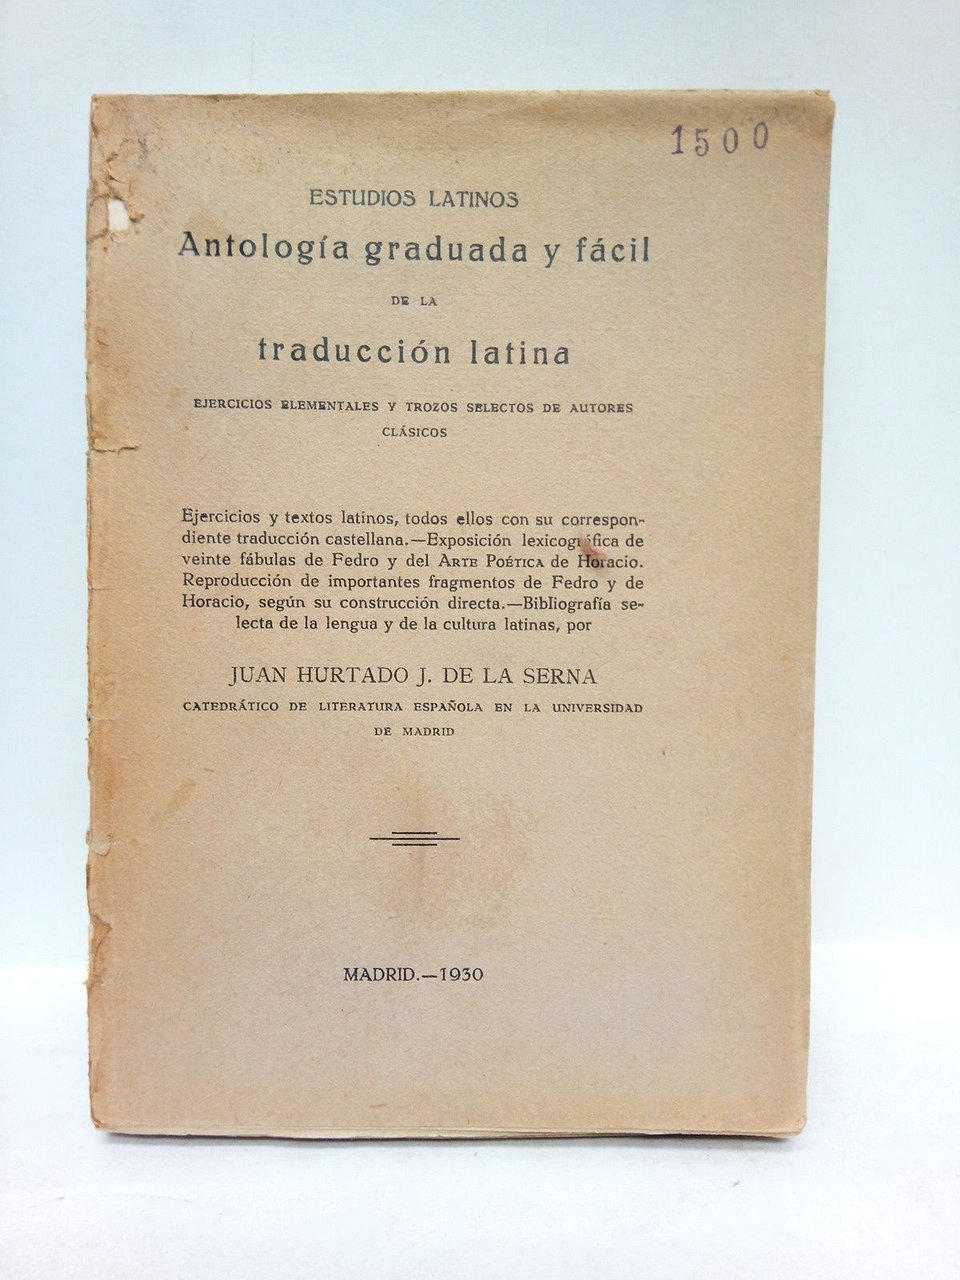 1500
ESTUDIOS LATINOS
Antología graduada y fácil
DE LA
traducción latina
EJERCICIOS ELEMENTALES Y TROZOS SELECTOS DE AUTORES
CLÁSICOS
Ejercicios y textos latinos, todos ellos con su correspon-
diente traducción castellana.—Exposición lexicográfica de
veinte fábulas de Fedro y del ARTE POÉTICA de Horacio.
Reproducción de importantes fragmentos de Fedro y de
Horacio, según su construcción directa.—Bibliografía se-
lecta de la lengua y de la cultura latinas, por
JUAN HURTADO J. DE LA SERNA
CATEDRÁTICO DE LITERATURA ESPAÑOLA EN LA UNIVERSIDAD
DE MADRID
MADRID.—1930